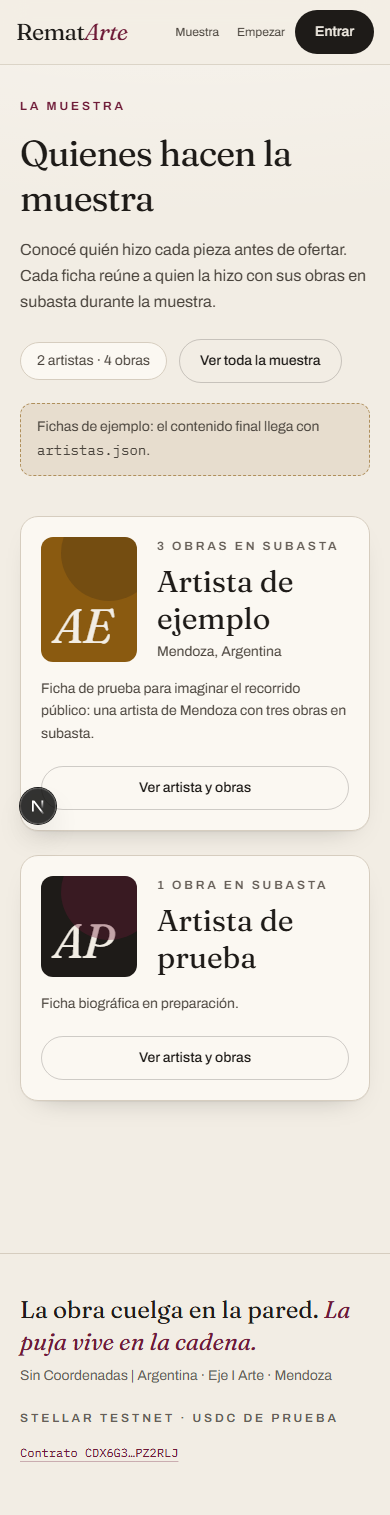 RematArte
Muestra Empezar Entrar
LA MUESTRA
Quienes hacen la
muestra
Conocé quién hizo cada pieza antes de ofertar.
Cada ficha reúne a quien la hizo con sus obras en
subasta durante la muestra.
2 artistas · 4 obras
Ver toda la muestra
Fichas de ejemplo: el contenido final llega con
artistas.json.
AE
3 OBRAS EN SUBASTA
Artista de
ejemplo
Mendoza, Argentina
Ficha de prueba para imaginar el recorrido
público: una artista de Mendoza con tres obras en
subasta.
Ver artista y obras
N
AP
1 OBRA EN SUBASTA
Artista de
prueba
Ficha biográfica en preparación.
Ver artista y obras
La obra cuelga en la pared. La
puja vive en la cadena.
Sin Coordenadas | Argentina · Eje I Arte · Mendoza
STELLAR TESTNET · USDC DE PRUEBA
Contrato CDX6G3…PZ2RLJ